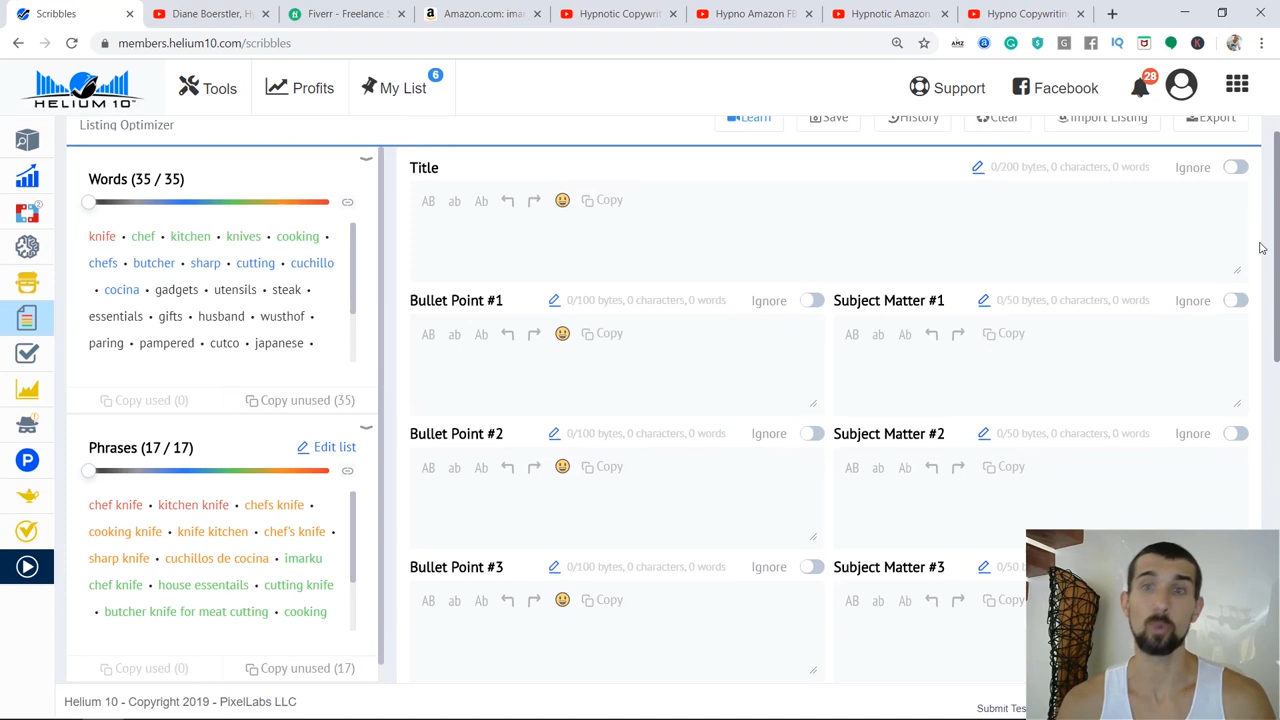 Scribbles
Diane Boerstler, Hy
Fiverr - Freelance S
Amazon.com: imar
Hypnotic Copywrit
Hypno Amazon FB
Hypnotic Amazon
Hypno Copywriting
members.helium10.com/scribbles
HELIUM 10
Tools
Profits
My List
6
Support
Facebook
28
Listing Optimizer
Learn
Save
History
Clear
Import Listing
Export
Words (35 / 35)
knife • chef • kitchen • knives • cooking •
chefs • butcher • sharp • cutting • cuchillo
• cocina • gadgets • utensils • steak •
essentials • gifts • husband • wusthof •
paring • pampered • cutco • japanese •
Copy used (0)
Copy unused (35)
Phrases (17 / 17)
Edit list
chef knife • kitchen knife • chefs knife •
cooking knife • knife kitchen • chef's knife •
sharp knife • cuchillos de cocina • imarku
chef knife • house essentails • cutting knife
• butcher knife for meat cutting • cooking
Copy used (0)
Copy unused (17)
Title
0/200 bytes, 0 characters, 0 words
Ignore
AB ab Ab Copy
Bullet Point #1
0/100 bytes, 0 characters, 0 words
Ignore
Subject Matter #1
0/50 bytes, 0 characters, 0 words
Ignore
AB ab Ab Copy
AB ab Ab Copy
Bullet Point #2
0/100 bytes, 0 characters, 0 words
Ignore
Subject Matter #2
0/50 bytes, 0 characters, 0 words
Ignore
AB ab Ab Copy
AB ab Ab Copy
Bullet Point #3
0/100 bytes, 0 characters, 0 words
Ignore
Subject Matter #3
0/50 b
AB ab Ab Copy
AB ab Ab Copy
Helium 10 - Copyright 2019 - PixelLabs LLC
Submit Tes